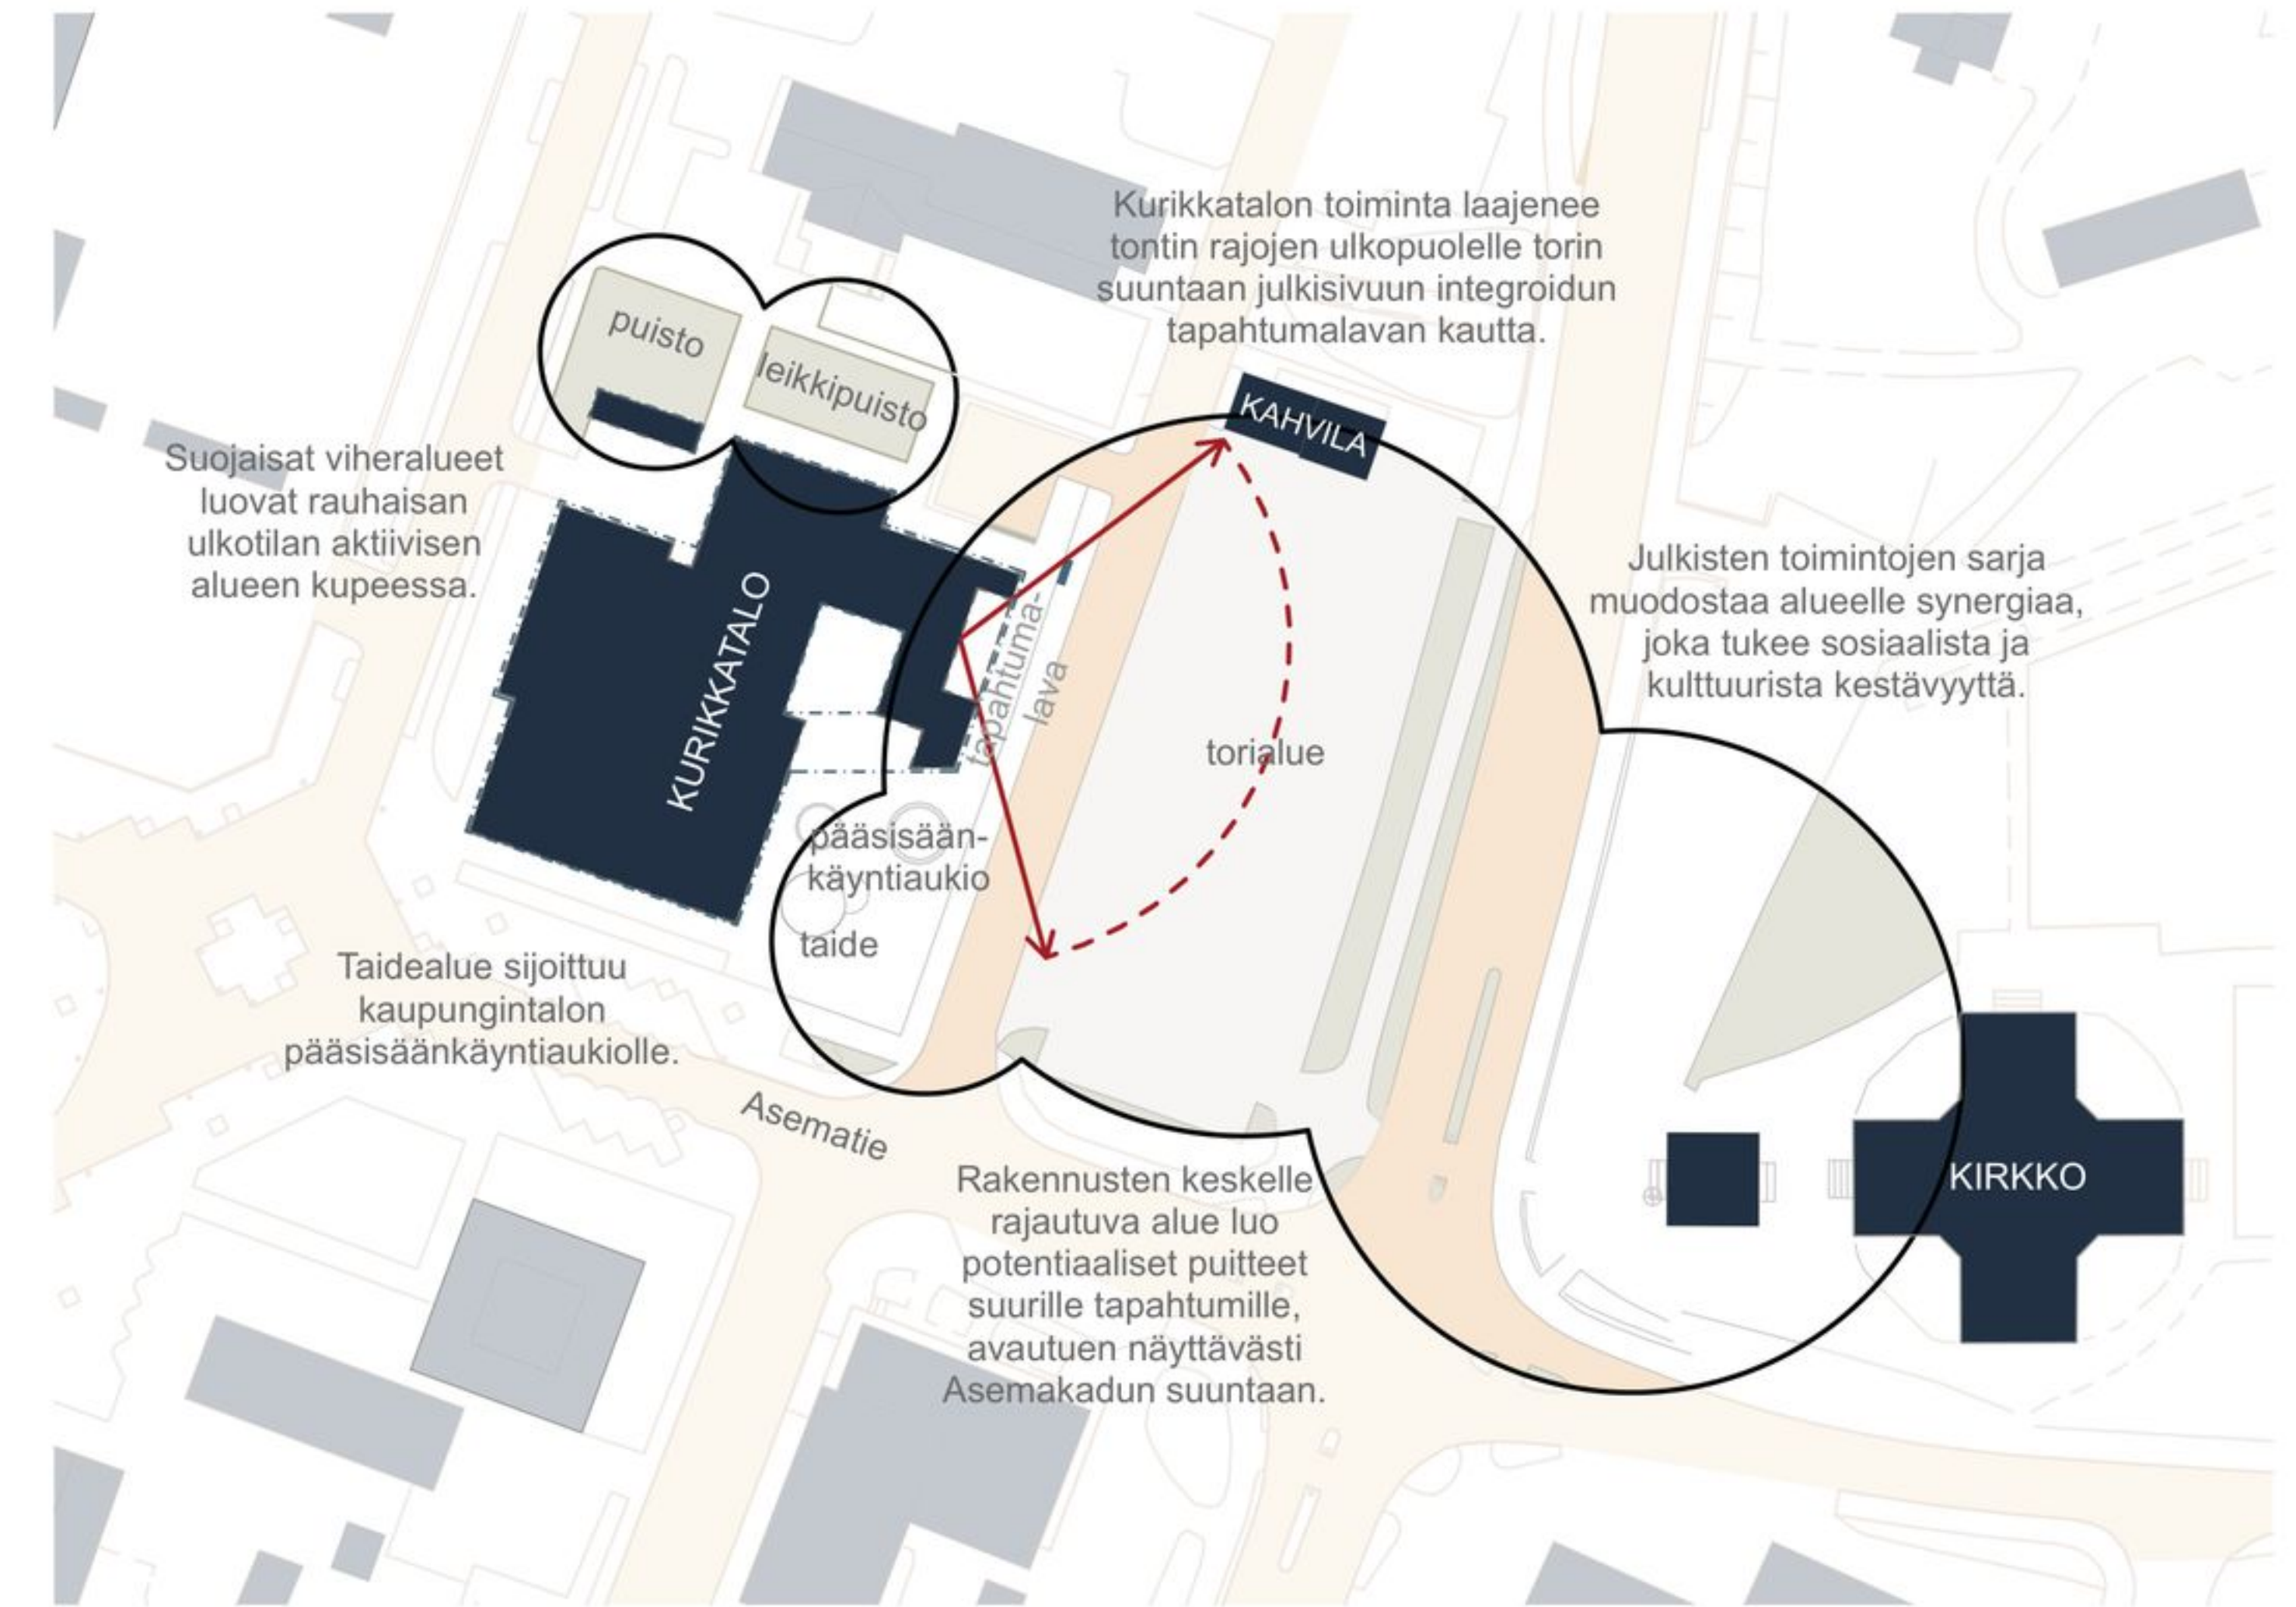 Kurikkatalon toiminta laajenee
tontin rajojen ulkopuolelle torin
suuntaan julkisivuun integroidun
tapahtumalavan kautta.
puisto
leikkipuisto
KAHVILA
Suojaisat viheralueet
luovat rauhaisan
ulkotilan aktiivisen
alueen kupeessa.
KURIKKATALO
tapahtuma-
lava
Julkisten toimintojen sarja
muodostaa alueelle synergiaa,
joka tukee sosiaalista ja
kulttuurista kestävyyttä.
torialue
pääsisään-
käyntiaukio
taide
Taidealue sijoittuu
kaupungintalon
pääsisäänkäyntiaukiolle.
Asematie
Rakennusten keskelle
rajautuva alue luo
potentiaaliset puitteet
suurille tapahtumille,
avautuen näyttävästi
Asemakadun suuntaan.
KIRKKO